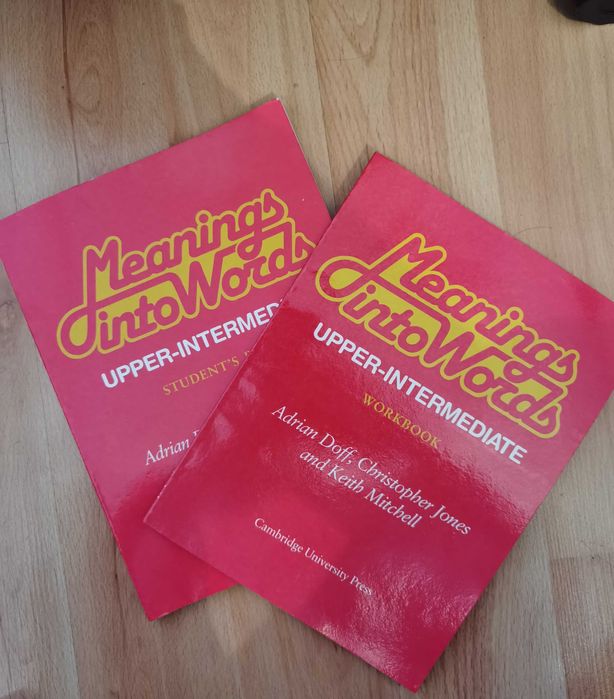 Meanings
into Words
UPPER-INTERMEDI
STUDENT'S
Adrian
Meanings
into Words
UPPER-INTERMEDIATE
WORKBOOK
Adrian Doff, Christopher Jones
and Keith Mitchell
Cambridge University Press